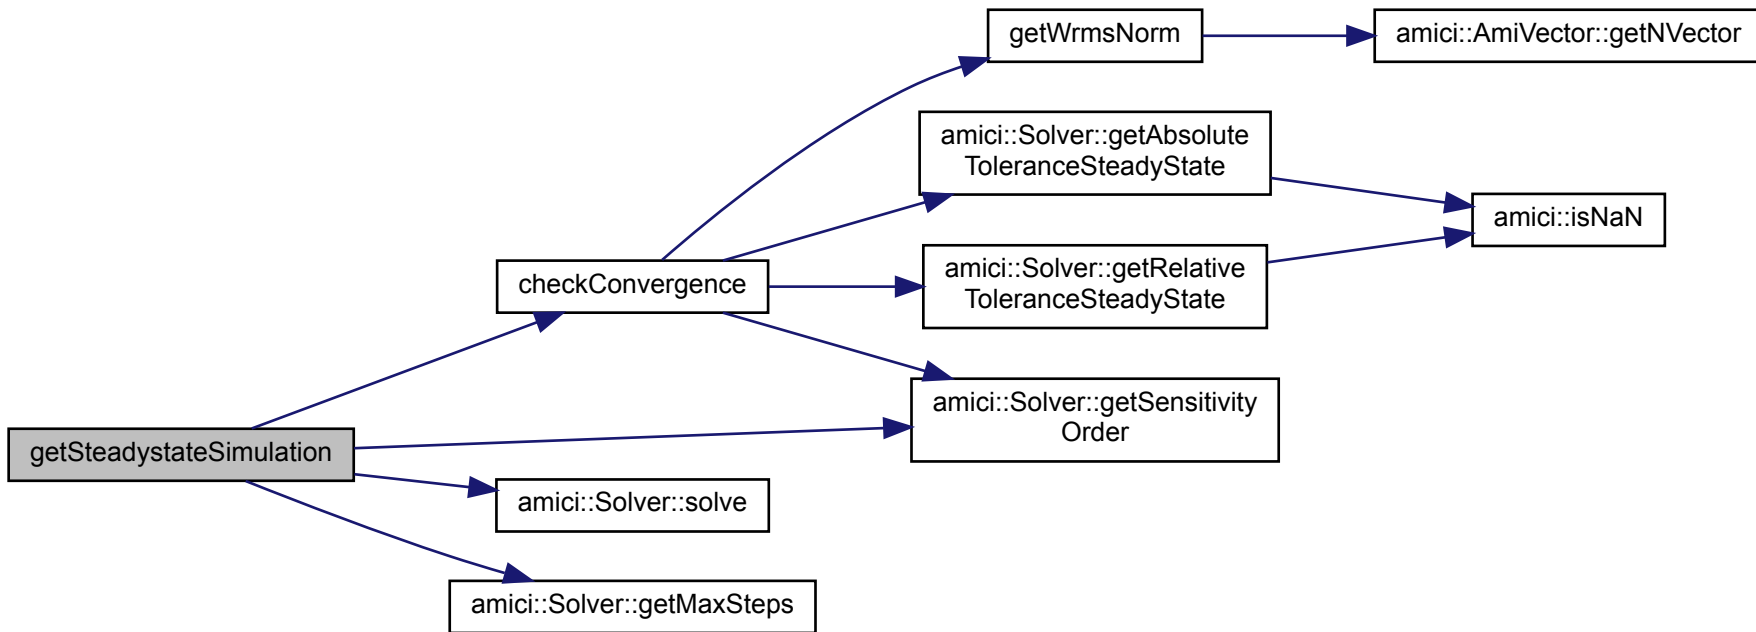 getWrmsNorm
amici::AmiVector::getNVector
amici::Solver::getAbsolute
ToleranceSteadyState
amici::isNaN
checkConvergence
amici::Solver::getRelative
ToleranceSteadyState
amici::Solver::getSensitivity
Order
getSteadystateSimulation
amici::Solver::solve
amici::Solver::getMaxSteps